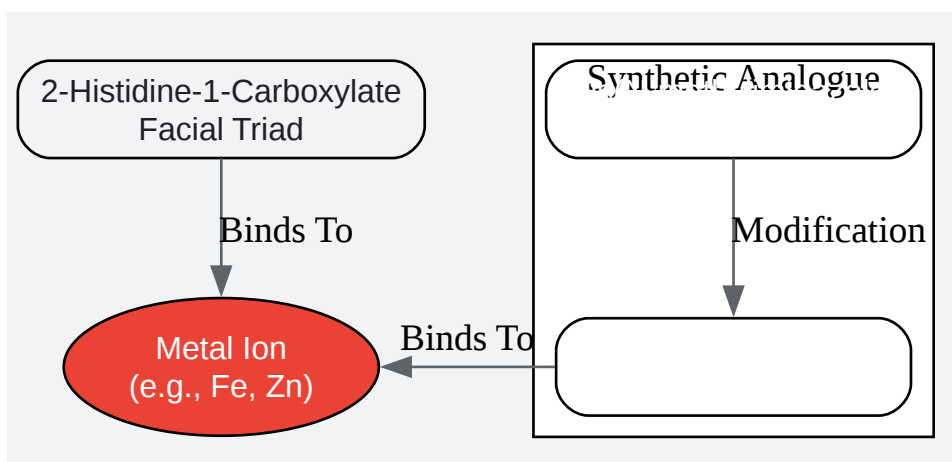 2-Histidine-1-Carboxylate
Facial Triad
Synthetic Analogue
Binds To
Modification
Binds To
Metal Ion
(e.g., Fe, Zn)